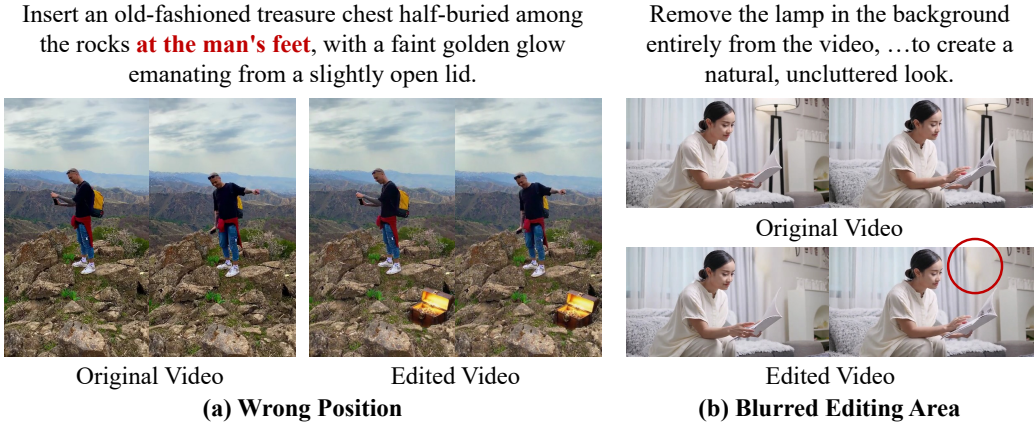 Insert an old-fashioned treasure chest half-buried among
the rocks at the man's feet, with a faint golden glow
emanating from a slightly open lid.
Original Video
Edited Video
(a) Wrong Position
Remove the lamp in the background
entirely from the video, …to create a
natural, uncluttered look.
Original Video
Edited Video
(b) Blurred Editing Area